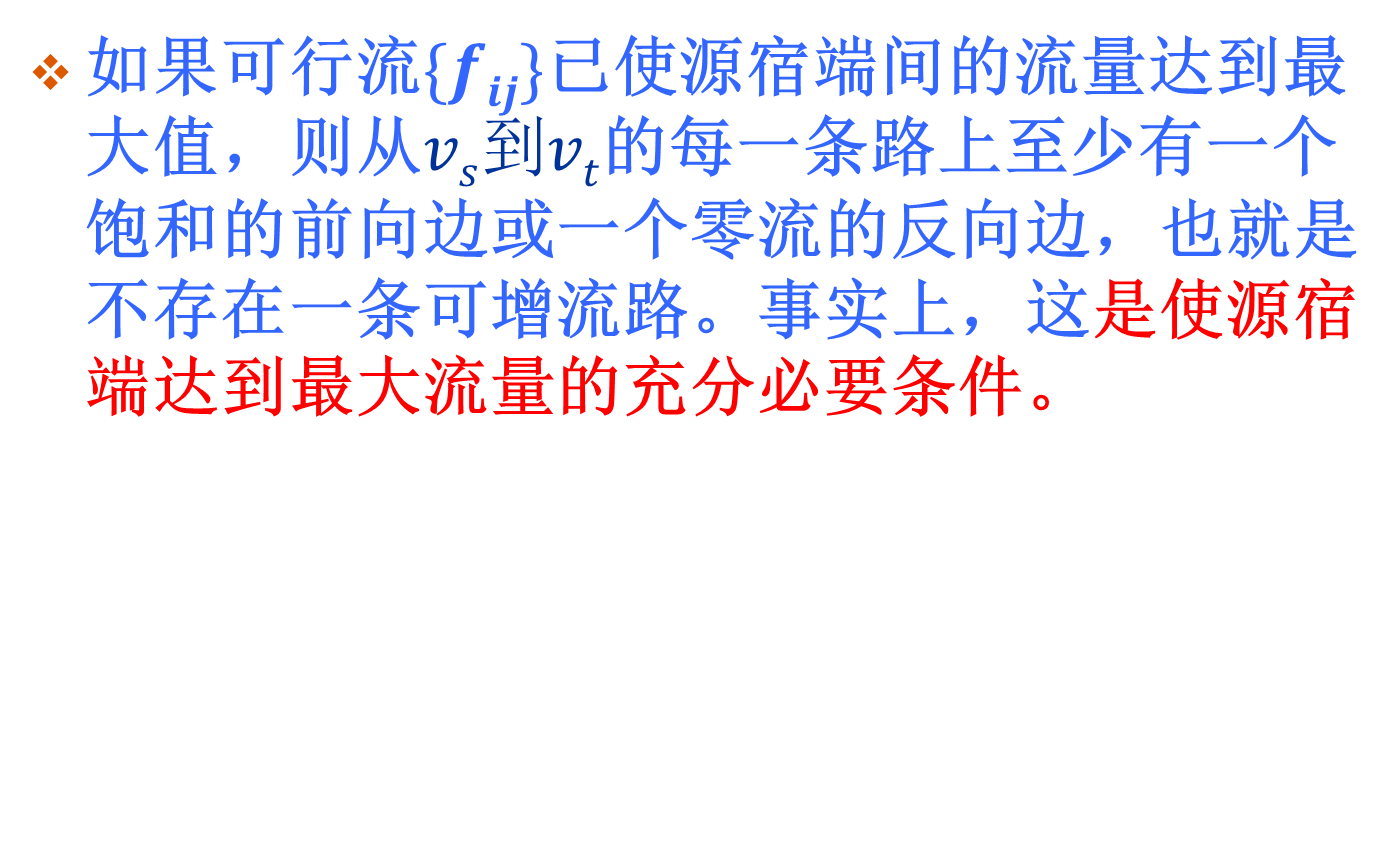 ❖ 如果可行流{f ij}已使源宿端间的流量达到最
大值，则从vs到vt的每一条路上至少有一个
饱和的前向边或一个零流的反向边，也就是
不存在一条可增流路。事实上，这是使源宿
端达到最大流量的充分必要条件。